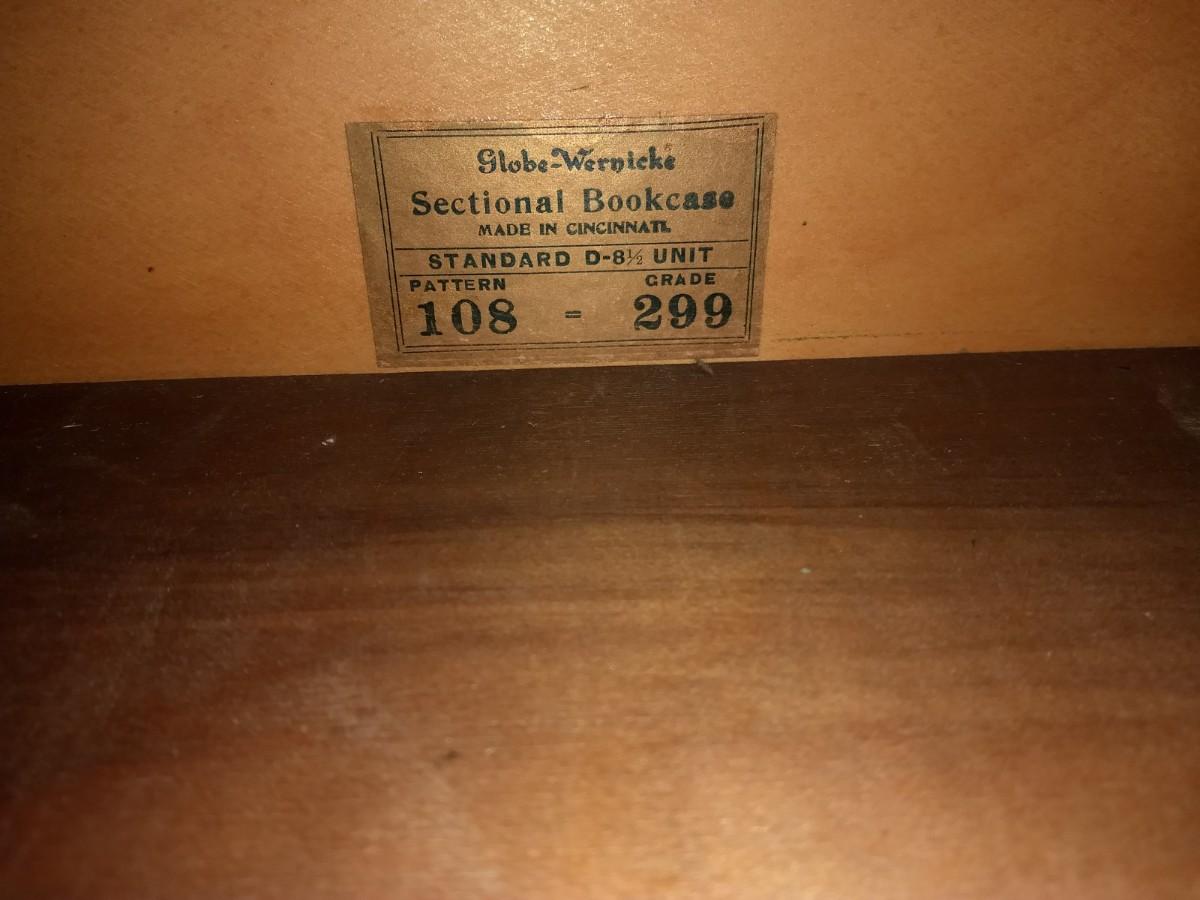 Globe-Wernicke
Sectional Bookcase
MADE IN CINCINNATI.
STANDARD D-8½ UNIT
PATTERN GRADE
108 = 299